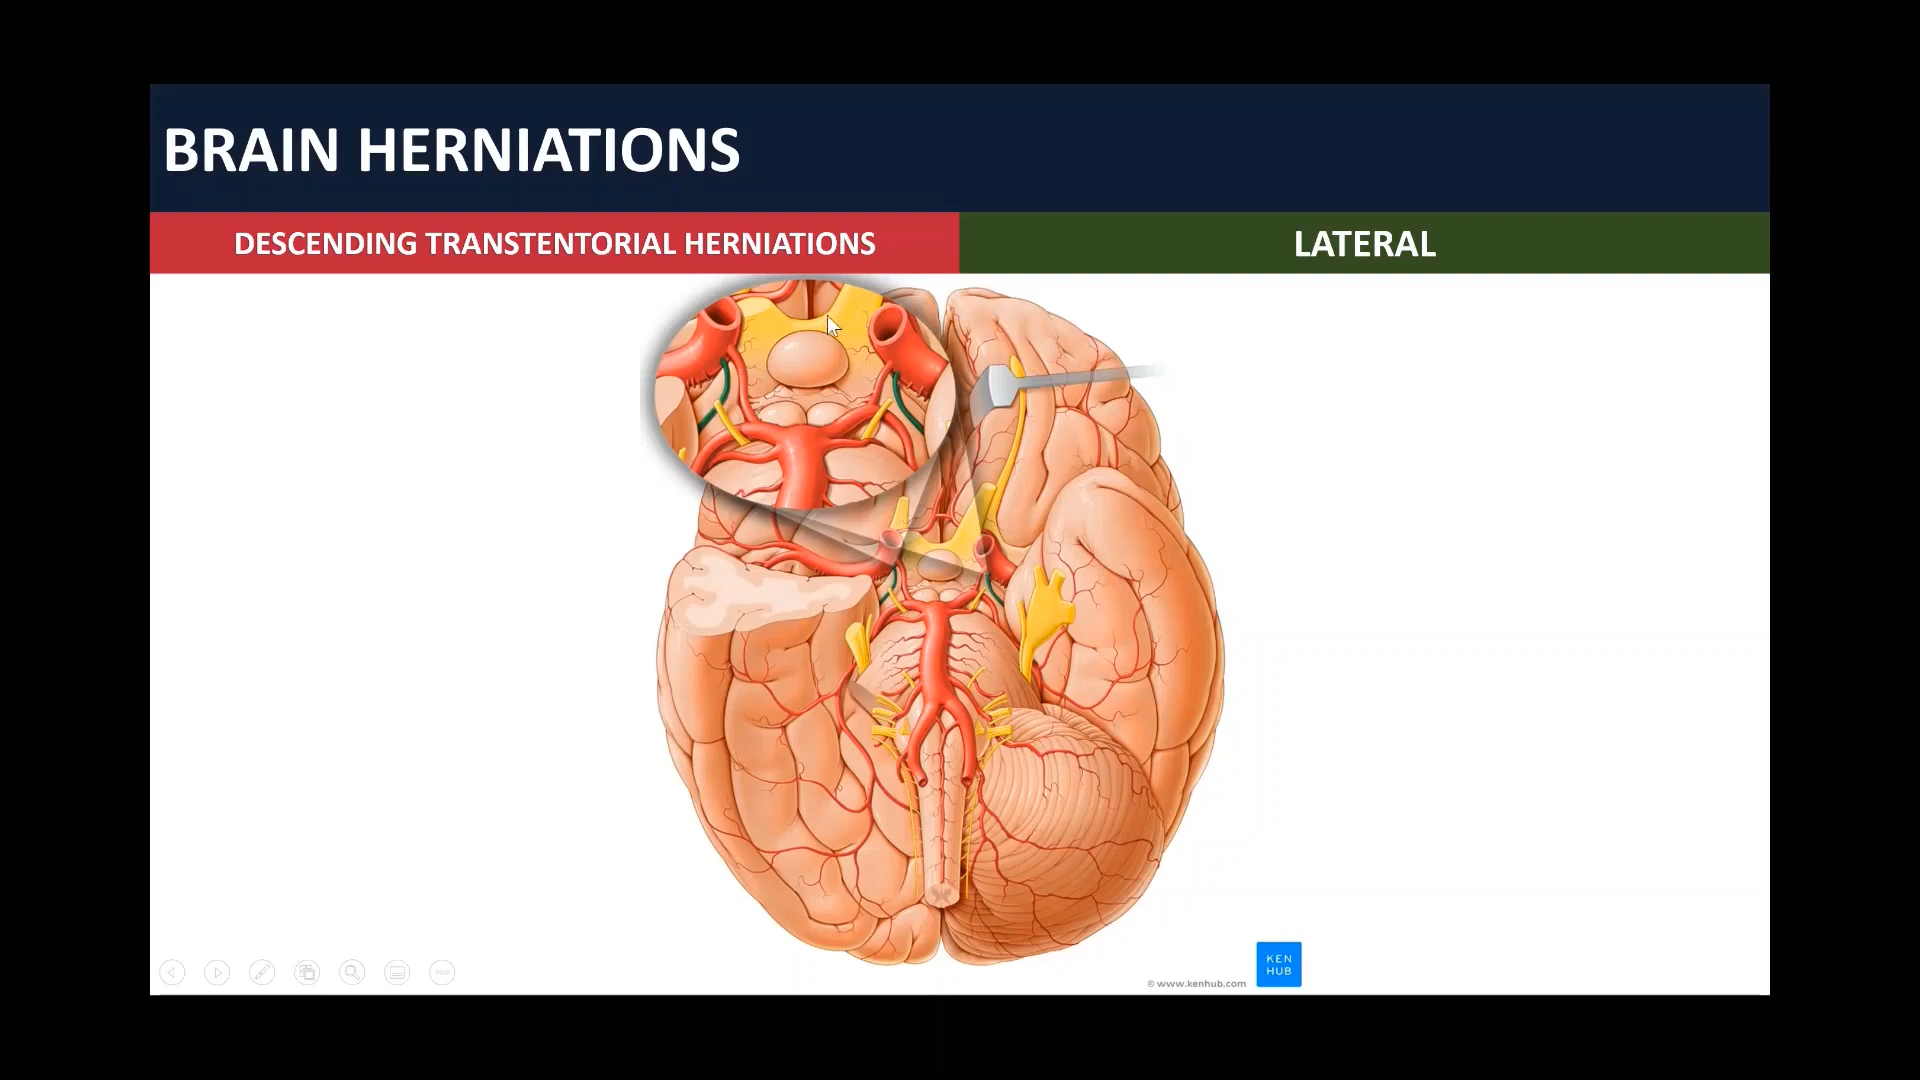 BRAIN HERNIATIONS
DESCENDING TRANSTENTORIAL HERNIATIONS
LATERAL
KEN
HUB
© www.kenhub.com